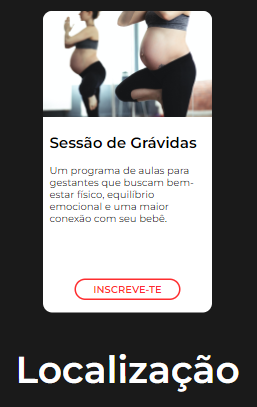 Sessão de Grávidas
Um programa de aulas para
gestantes que buscam bem-
estar físico, equilíbrio
emocional e uma maior
conexão com seu bebê.
INSCREVE-TE
Localização